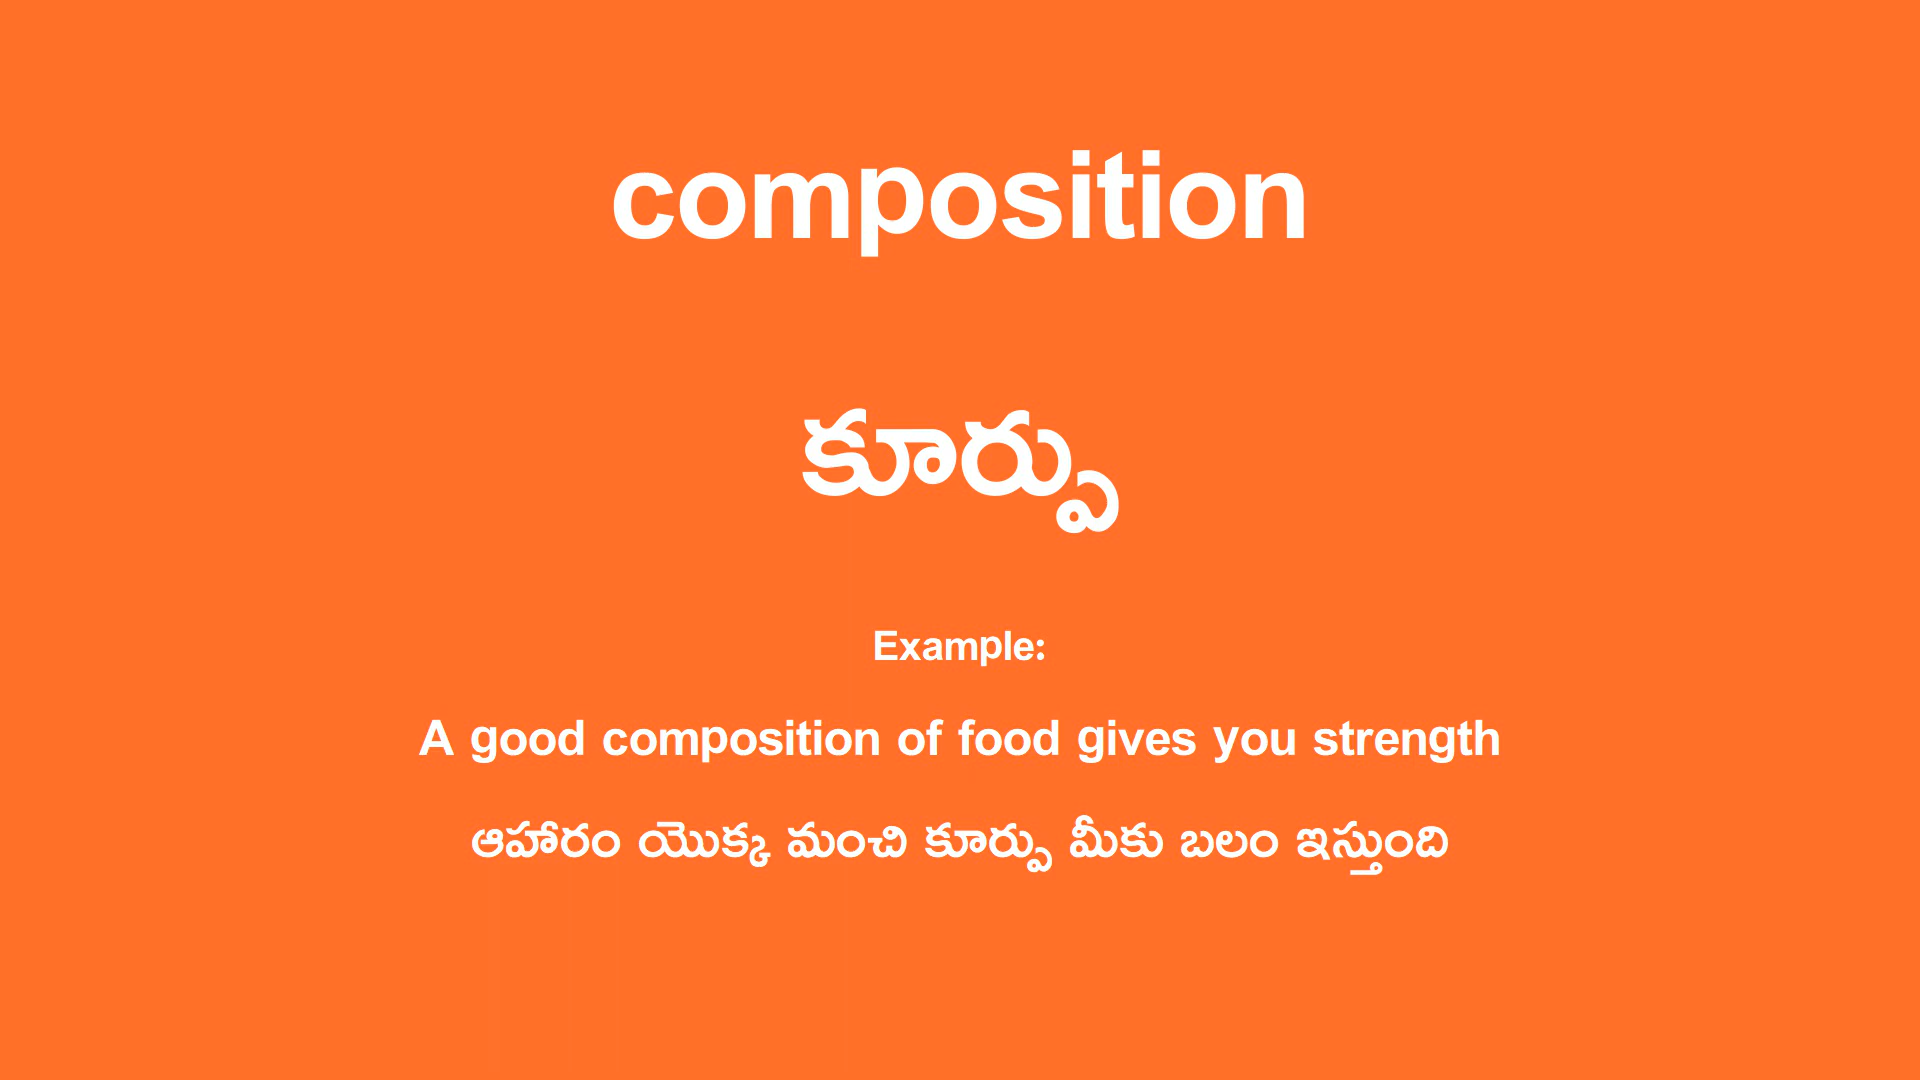 composition
కూర్పు
Example:
A good composition of food gives you strength
ఆహారం యొక్క మంచి కూర్పు మీకు బలం ఇస్తుంది